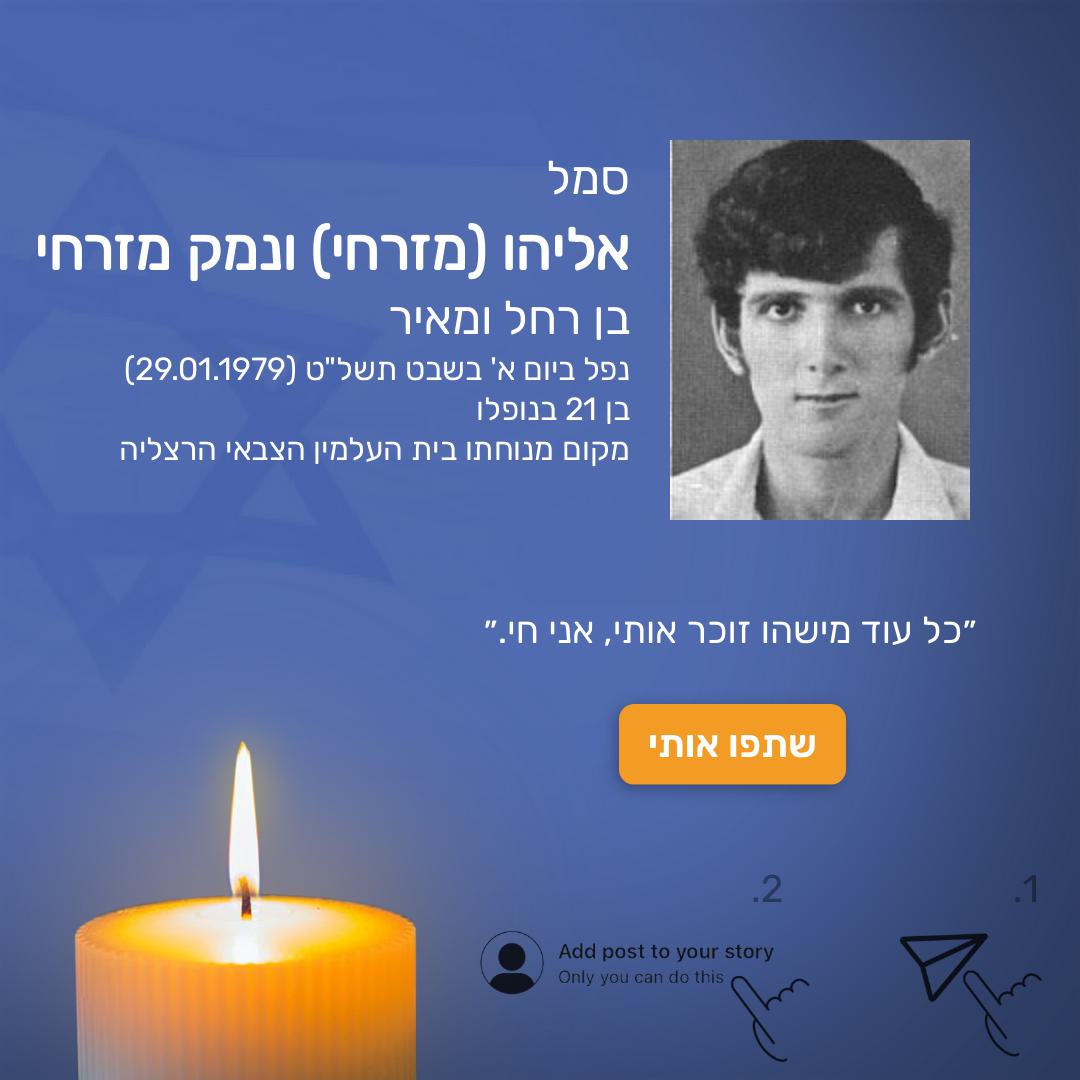 סמל
אליהו (מזרחי) ונמק מזרחי
בן רחל ומאיר
נפל ביום א' בשבט תשל"ט (29.01.1979)
בן 21 בנופלו
מקום מנוחתו בית העלמין הצבאי הרצליה
״כל עוד מישהו זוכר אותי, אני חי.״
שתפו אותי
.1
.2
Add post to your story
Only you can do this